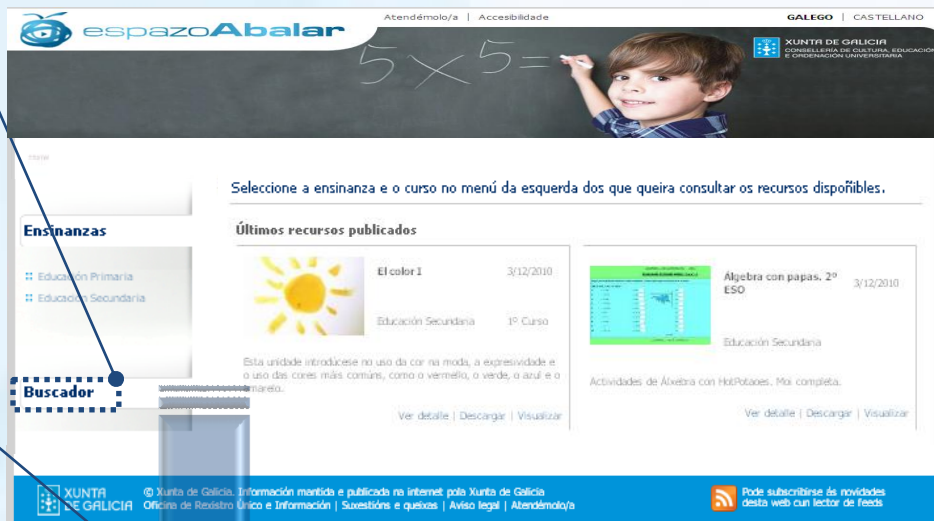 Atendémolo/a | Accesibilidade
GALEGO | CASTELLANO
espazoAbalar
5×5=
XUNTA DE GALICIA
CONSELLERÍA DE CULTURA, EDUCACIÓN
E ORDENACIÓN UNIVERSITARIA
Seleccione a ensinanza e o curso no menú da esquerda dos que queira consultar os recursos dispoñibles.
Ensinanzas
Educación Primaria
Educación Secundaria
Buscador
Últimos recursos publicados
El color I
3/12/2010
Educación Secundaria
1º Curso
Esta unidade introdúcese no uso da cor na moda, a expresividade e
o uso das cores máis comúns, como o vermello, o verde, o azul e o
amarelo.
Ver detalle | Descargar | Visualizar
Álgebra con papas. 2º
ESO
3/12/2010
Educación Secundaria
Actividades de Álxebra con HotPotaoes. Moi completa.
Ver detalle | Descargar | Visualizar
XUNTA
DE GALICIA
© Xunta de Galicia. Información mantida e publicada na internet pola Xunta de Galicia
Oficina de Rexistro Único e Información | Suxestións e queixas | Aviso legal | Atendémolo/a
Pode subscribirse ás novidades
desta web cun lector de feeds